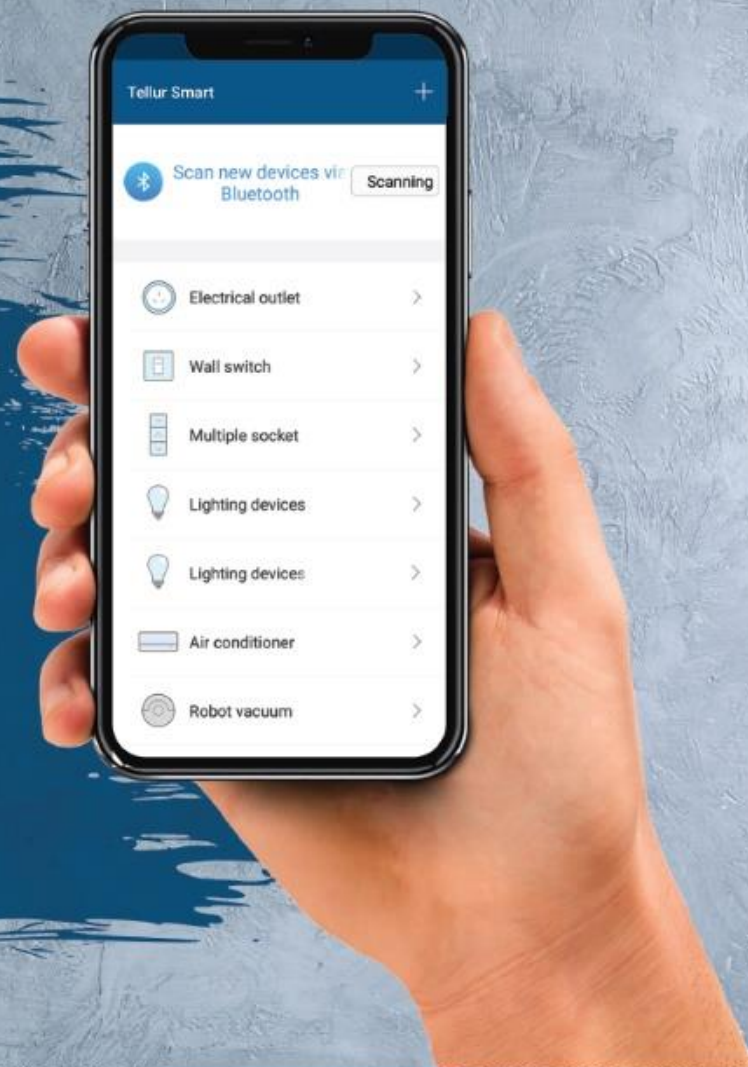 Tellur Smart +
Scan new devices via
Bluetooth
Scanning
Electrical outlet
Wall switch
Multiple socket
Lighting devices
Lighting devices
Air conditioner
Robot vacuum